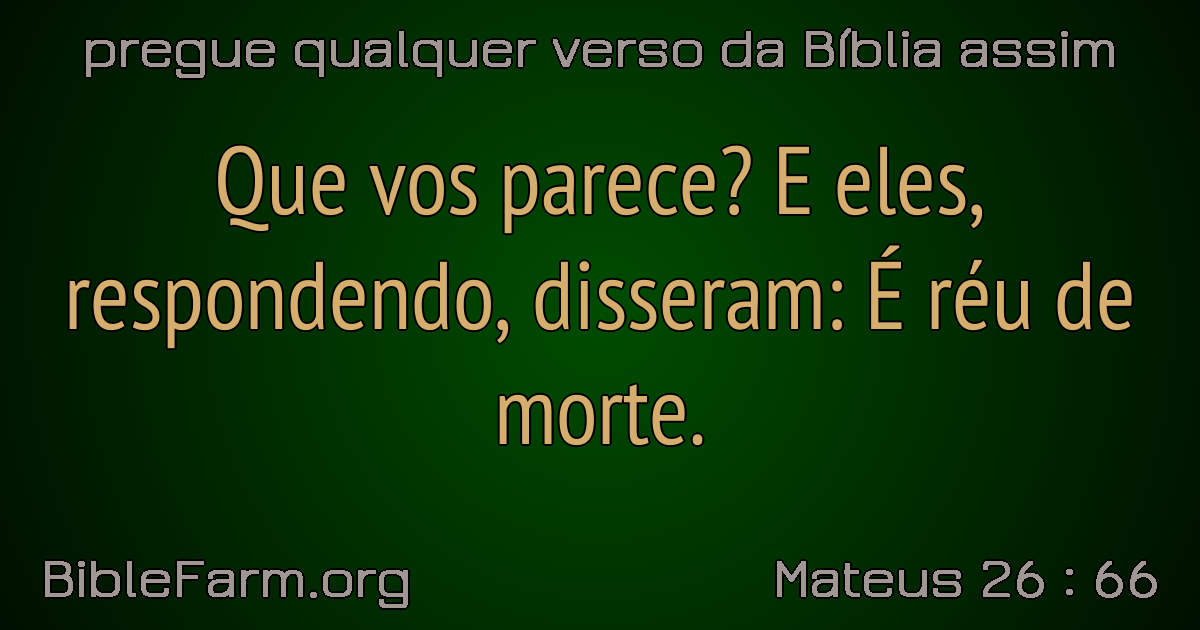 pregue qualquer verso da Bíblia assim
Que vos parece? E eles,
respondendo, disseram: É réu de
morte.
BibleFarm.org
Mateus 26 : 66